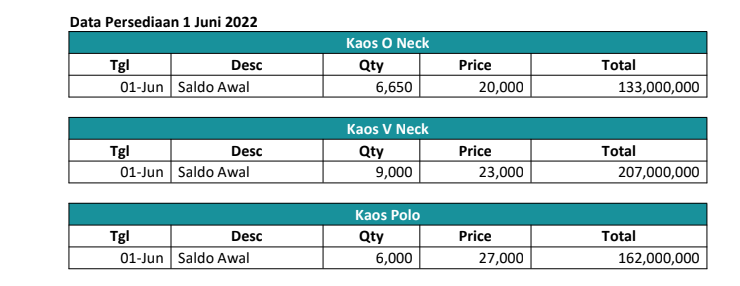 Data Persediaan 1 Juni 2022
Kaos O Neck
Tgl Desc Qty Price Total
01-Jun Saldo Awal 6,650 20,000 133,000,000
Kaos V Neck
Tgl Desc Qty Price Total
01-Jun Saldo Awal 9,000 23,000 207,000,000
Kaos Polo
Tgl Desc Qty Price Total
01-Jun Saldo Awal 6,000 27,000 162,000,000